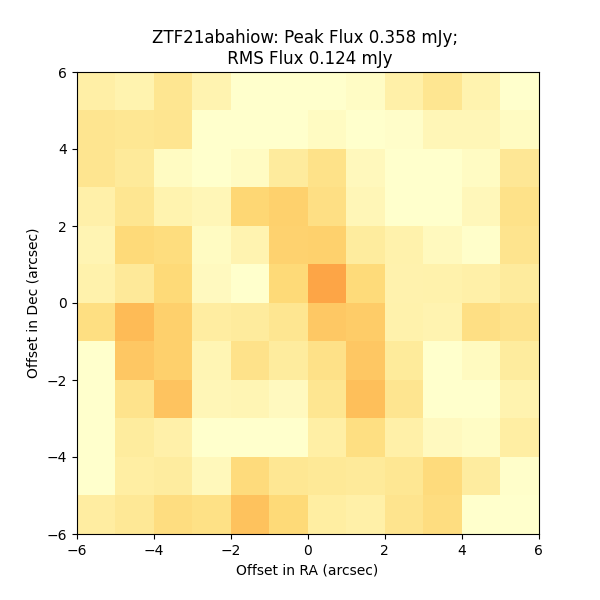 ZTF21abahiow: Peak Flux 0.358 mJy;
RMS Flux 0.124 mJy
6
4
2
0
−2
−4
−6
Offset in Dec (arcsec)
−6 −4 −2 0 2 4 6
Offset in RA (arcsec)